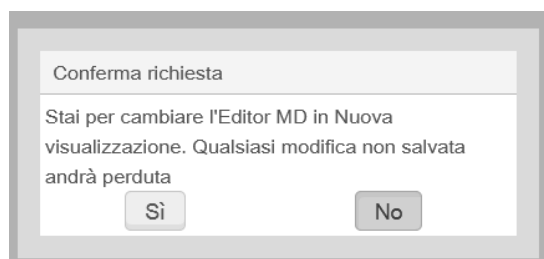 Conferma richiesta
Stai per cambiare l'Editor MD in Nuova
visualizzazione. Qualsiasi modifica non salvata
andrà perduta
Sì No